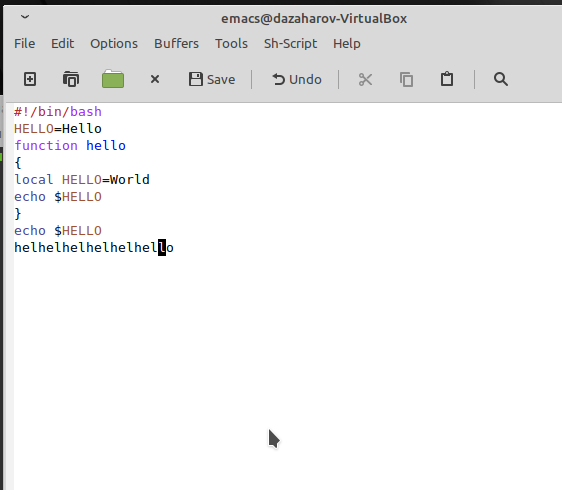 emacs@dazaharov-VirtualBox
File Edit Options Buffers Tools Sh-Script Help
Save Undo
#!/bin/bash
HELLO=Hello
function hello
{
local HELLO=World
echo $HELLO
}
echo $HELLO
helhelhelhelhelhello